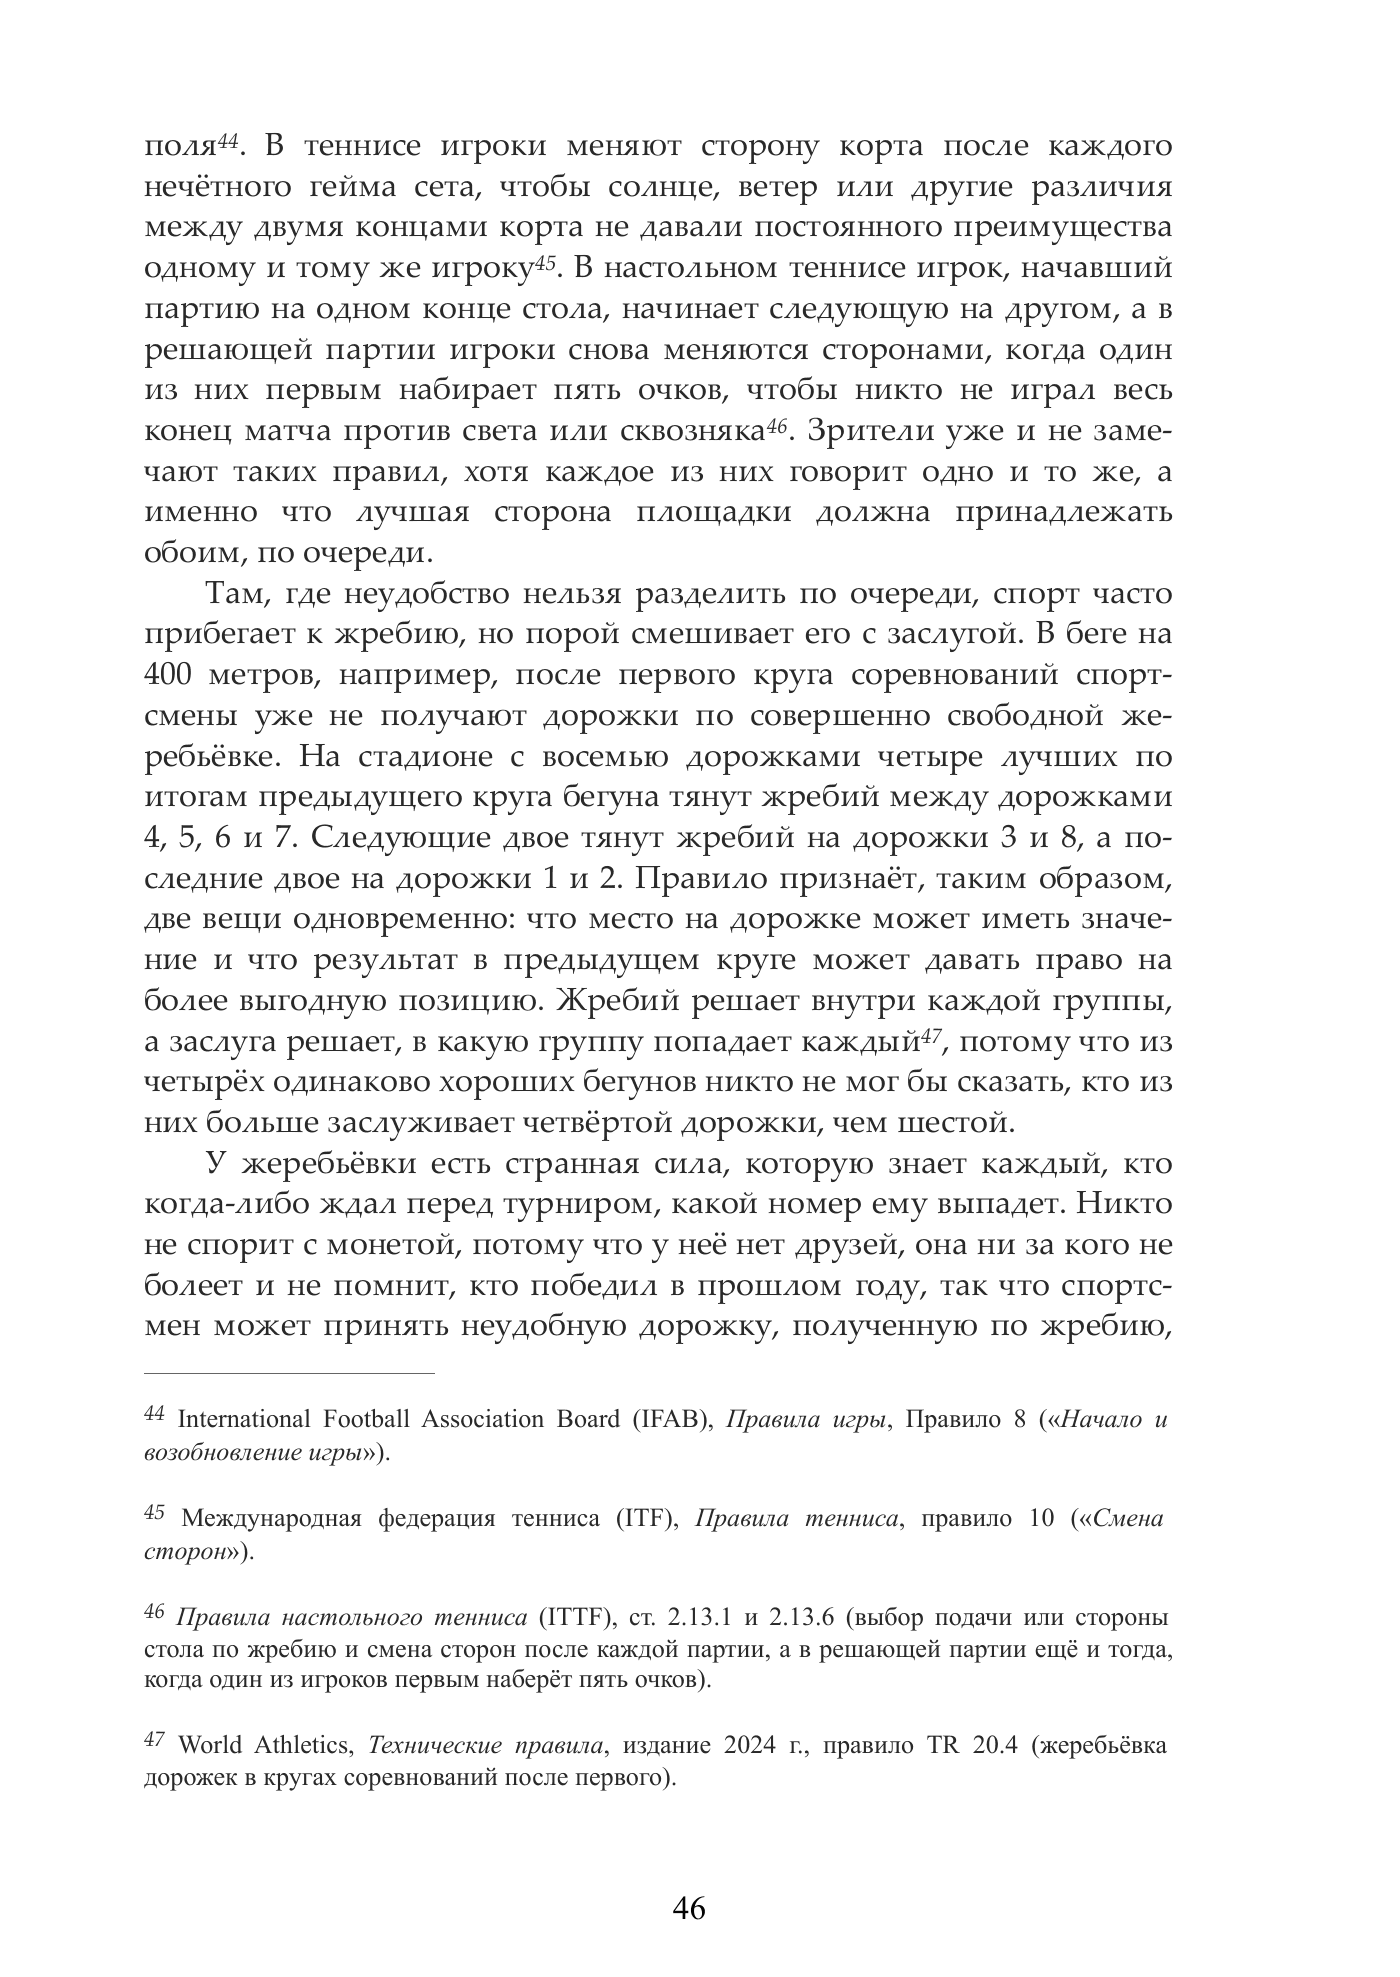 поля44. В теннисе игроки меняют сторону корта после каждого
нечётного гейма сета, чтобы солнце, ветер или другие различия
между двумя концами корта не давали постоянного преимущества
одному и тому же игроку45. В настольном теннисе игрок, начавший
партию на одном конце стола, начинает следующую на другом, а в
решающей партии игроки снова меняются сторонами, когда один
из них первым набирает пять очков, чтобы никто не играл весь
конец матча против света или сквозняка46. Зрители уже и не заме-
чают таких правил, хотя каждое из них говорит одно и то же, а
именно что лучшая сторона площадки должна принадлежать
обоим, по очереди.
Там, где неудобство нельзя разделить по очереди, спорт часто
прибегает к жребию, но порой смешивает его с заслугой. В беге на
400 метров, например, после первого круга соревнований спорт-
смены уже не получают дорожки по совершенно свободной же-
ребьёвке. На стадионе с восемью дорожками четыре лучших по
итогам предыдущего круга бегуна тянут жребий между дорожками
4, 5, 6 и 7. Следующие двое тянут жребий на дорожки 3 и 8, а по-
следние двое на дорожки 1 и 2. Правило признаёт, таким образом,
две вещи одновременно: что место на дорожке может иметь значе-
ние и что результат в предыдущем круге может давать право на
более выгодную позицию. Жребий решает внутри каждой группы,
а заслуга решает, в какую группу попадает каждый47, потому что из
четырёх одинаково хороших бегунов никто не мог бы сказать, кто из
них больше заслуживает четвёртой дорожки, чем шестой.
У жеребьёвки есть странная сила, которую знает каждый, кто
когда-либо ждал перед турниром, какой номер ему выпадет. Никто
не спорит с монетой, потому что у неё нет друзей, она ни за кого не
болеет и не помнит, кто победил в прошлом году, так что спортс-
мен может принять неудобную дорожку, полученную по жребию,
44 International Football Association Board (IFAB), Правила игры, Правило 8 («Начало и
возобновление игры»).
45 Международная федерация тенниса (ITF), Правила тенниса, правило 10 («Смена
сторон»).
46 Правила настольного тенниса (ITTF), ст. 2.13.1 и 2.13.6 (выбор подачи или стороны
стола по жребию и смена сторон после каждой партии, а в решающей партии ещё и тогда,
когда один из игроков первым наберёт пять очков).
47 World Athletics, Технические правила, издание 2024 г., правило TR 20.4 (жеребьёвка
дорожек в кругах соревнований после первого).
46